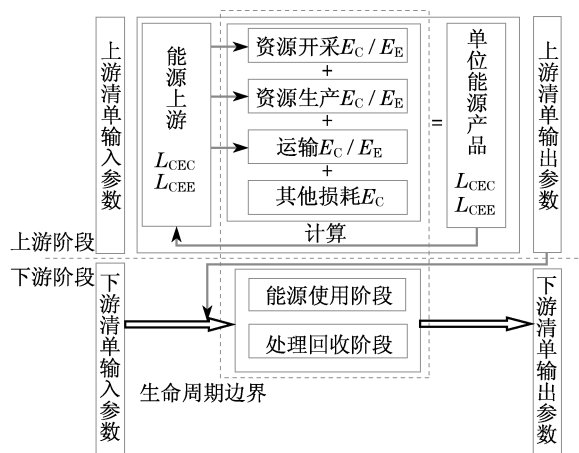 上游清单输入参数
能源上游
L_CEC
L_CEE
资源开采E_C/E_E
+
资源生产E_C/E_E
+
运输E_C/E_E
+
其他损耗E_C
=
单位能源产品
L_CEC
L_CEE
上游清单输出参数
计算
上游阶段
下游阶段
下游清单输入参数
能源使用阶段
处理回收阶段
下游清单输出参数
生命周期边界